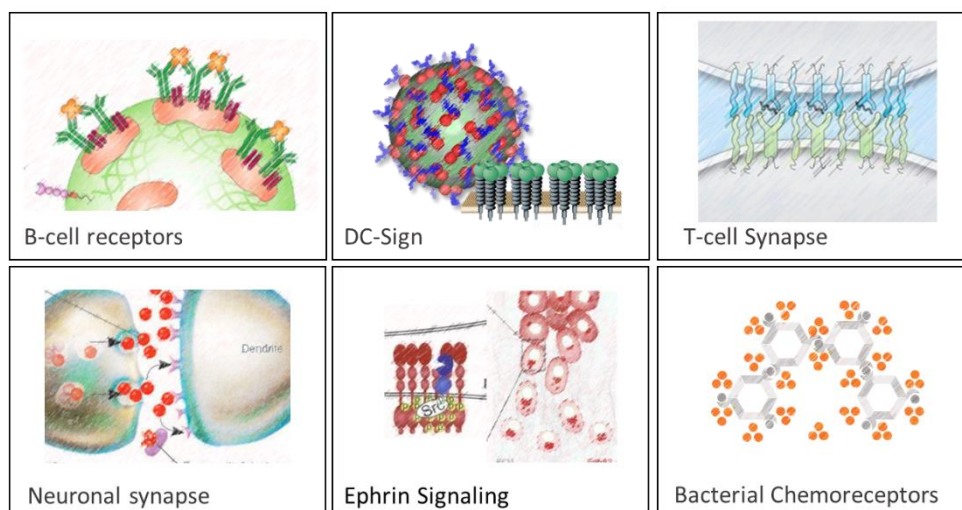 B-cell receptors
DC-Sign
T-cell Synapse
Dendrite
Neuronal synapse
Src
Ephrin Signaling
Bacterial Chemoreceptors